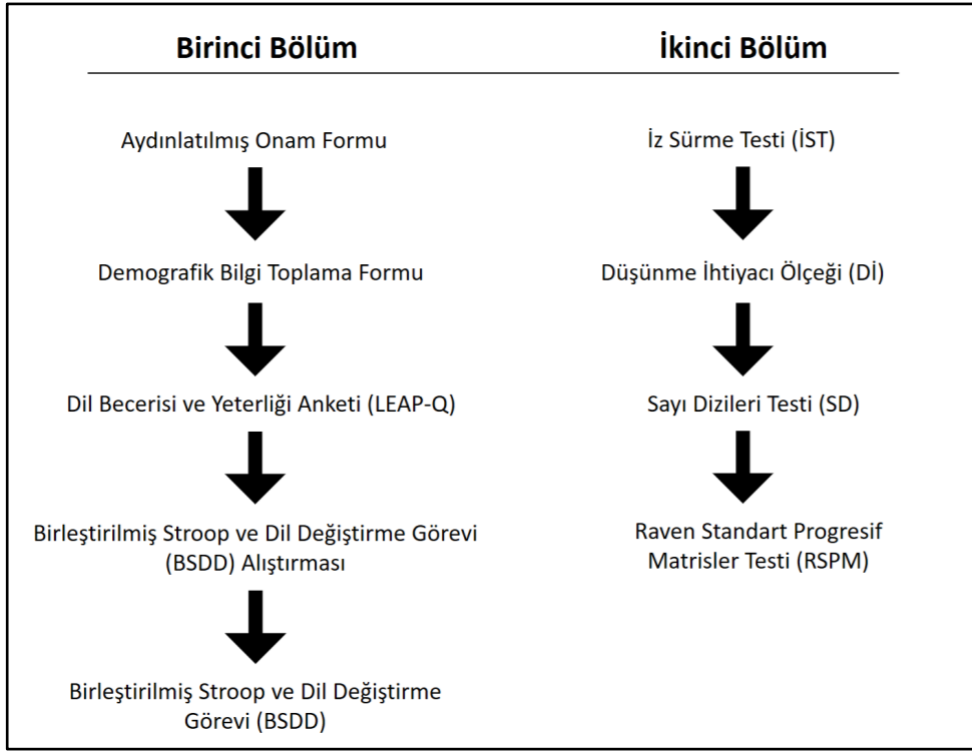 Birinci Bölüm
Aydınlatılmış Onam Formu
Demografik Bilgi Toplama Formu
Dil Becerisi ve Yeterliği Anketi (LEAP-Q)
Birleştirilmiş Stroop ve Dil Değiştirme Görevi
(BSDD) Alıştırması
Birleştirilmiş Stroop ve Dil Değiştirme
Görevi (BSDD)
İkinci Bölüm
İz Sürme Testi (İST)
Düşünme İhtiyacı Ölçeği (Dİ)
Sayı Dizileri Testi (SD)
Raven Standart Progresif
Matrisler Testi (RSPM)